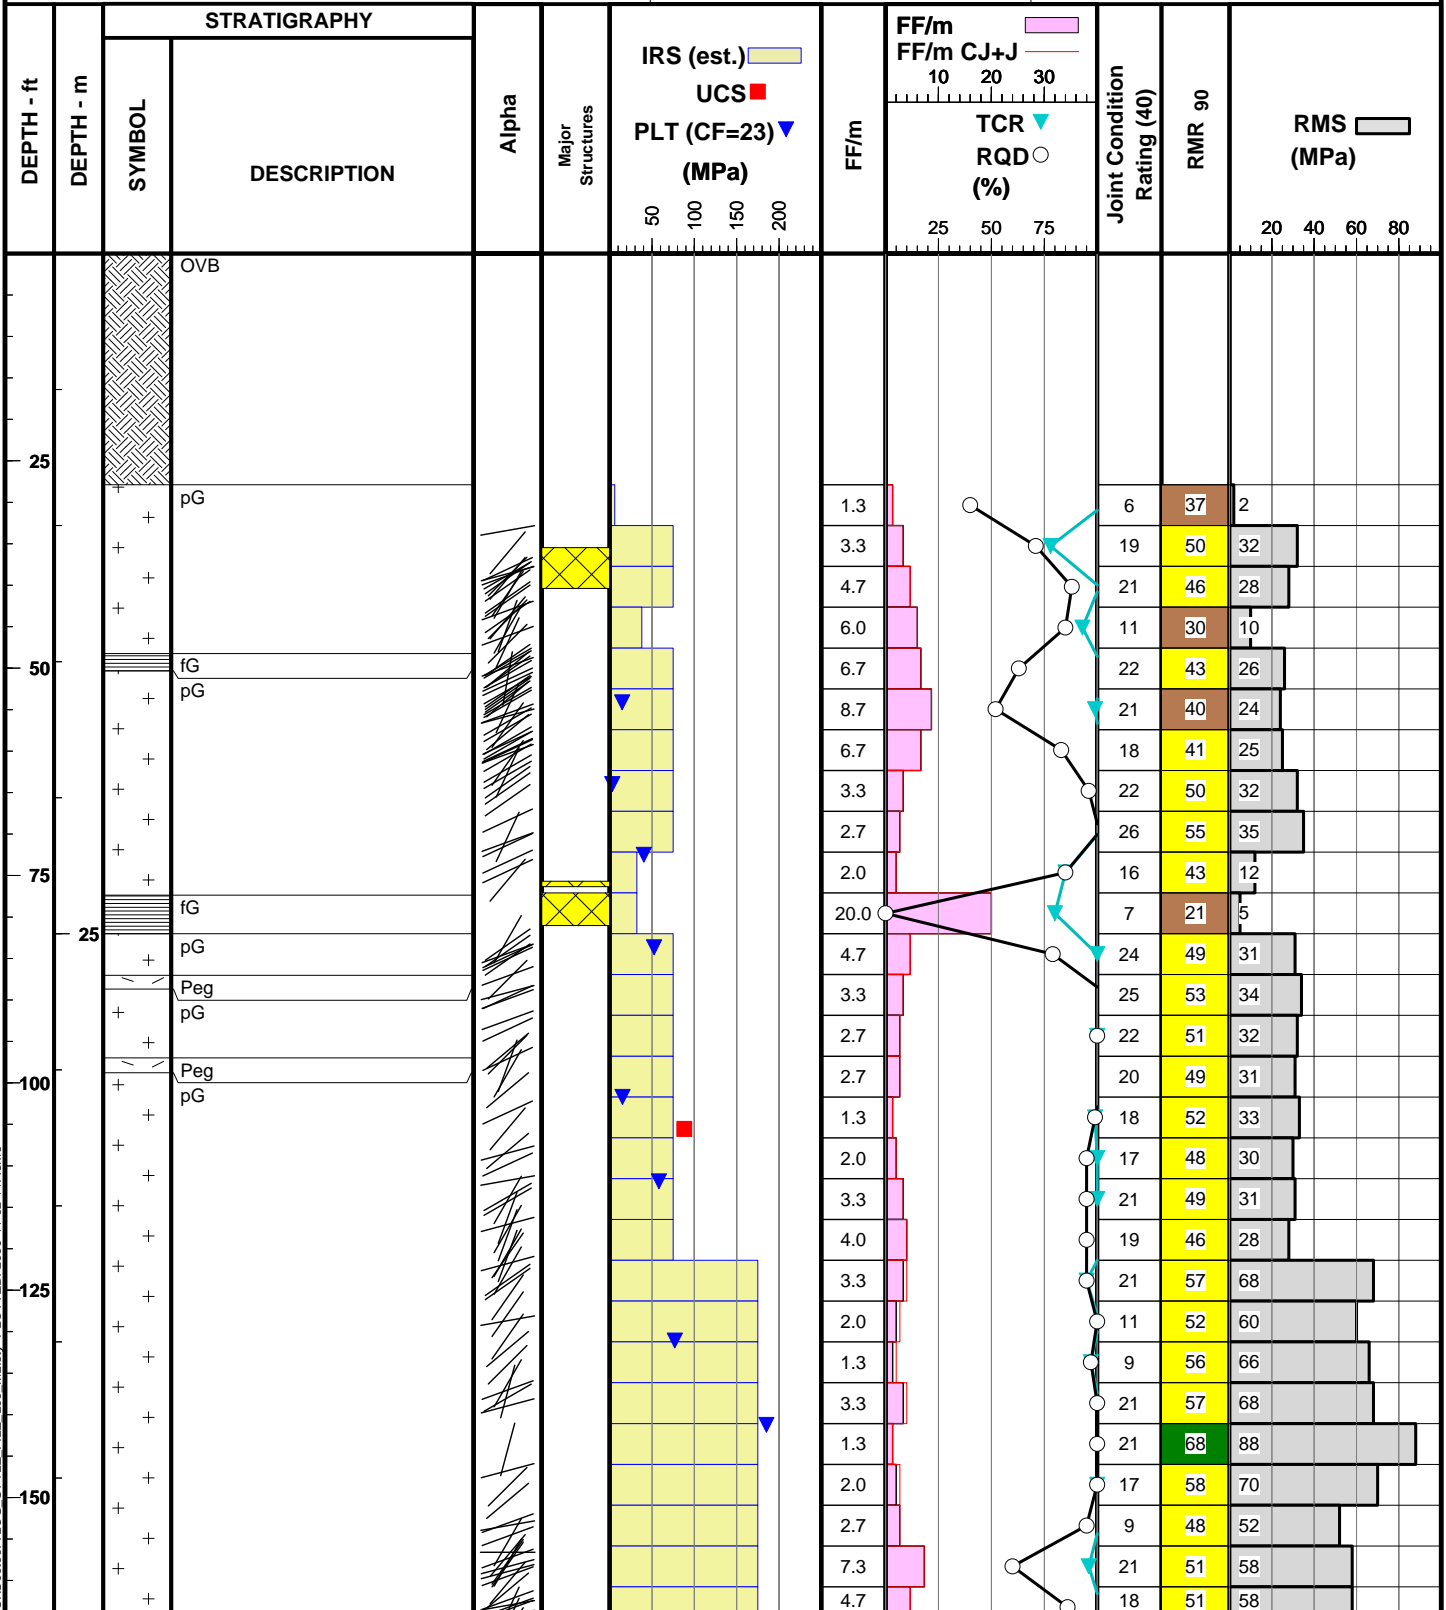 STRATIGRAPHY
DEPTH - ft
DEPTH - m
SYMBOL
DESCRIPTION
Alpha
Major
Structures
IRS (est.)
UCS
PLT (CF=23)
(MPa)
50 100 150 200
FF/m
FF/m
FF/m CJ+J
10 20 30
TCR
RQD
(%)
25 50 75
Joint Condition
Rating (40)
RMR 90
RMS
(MPa)
20 40 60 80
OVB
25
pG
1.3 6 37 2
3.3 19 50 32
4.7 21 46 28
6.0 11 30 10
50 fG
6.7 22 43 26
pG
8.7 21 40 24
6.7 18 41 25
3.3 22 50 32
2.7 26 55 35
75
2.0 16 43 12
fG
20.0 7 21 5
25
pG
4.7 24 49 31
Peg
3.3 25 53 34
pG
2.7 22 51 32
Peg
2.7 20 49 31
100
pG
1.3 18 52 33
2.0 17 48 30
3.3 21 49 31
4.0 19 46 28
125
3.3 21 57 68
2.0 11 52 60
1.3 9 56 66
3.3 21 57 68
1.3 21 68 88
2.0 17 58 70
150
2.7 9 48 52
7.3 21 51 58
4.7 18 51 58